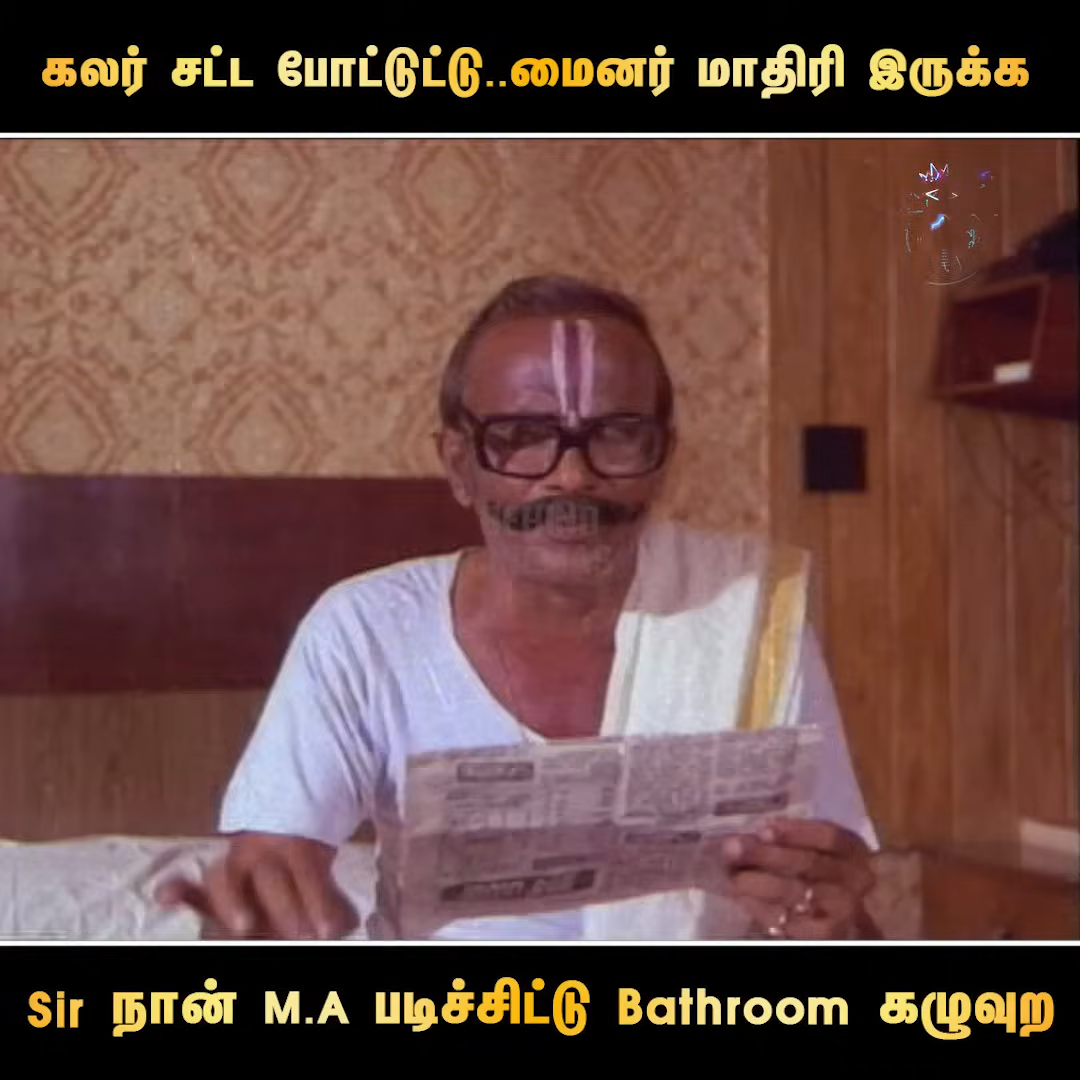 கலர் சட்ட போட்டுட்டு..மைனர் மாதிரி இருக்க
Sir நான் M.A படிச்சிட்டு Bathroom கழுவுற